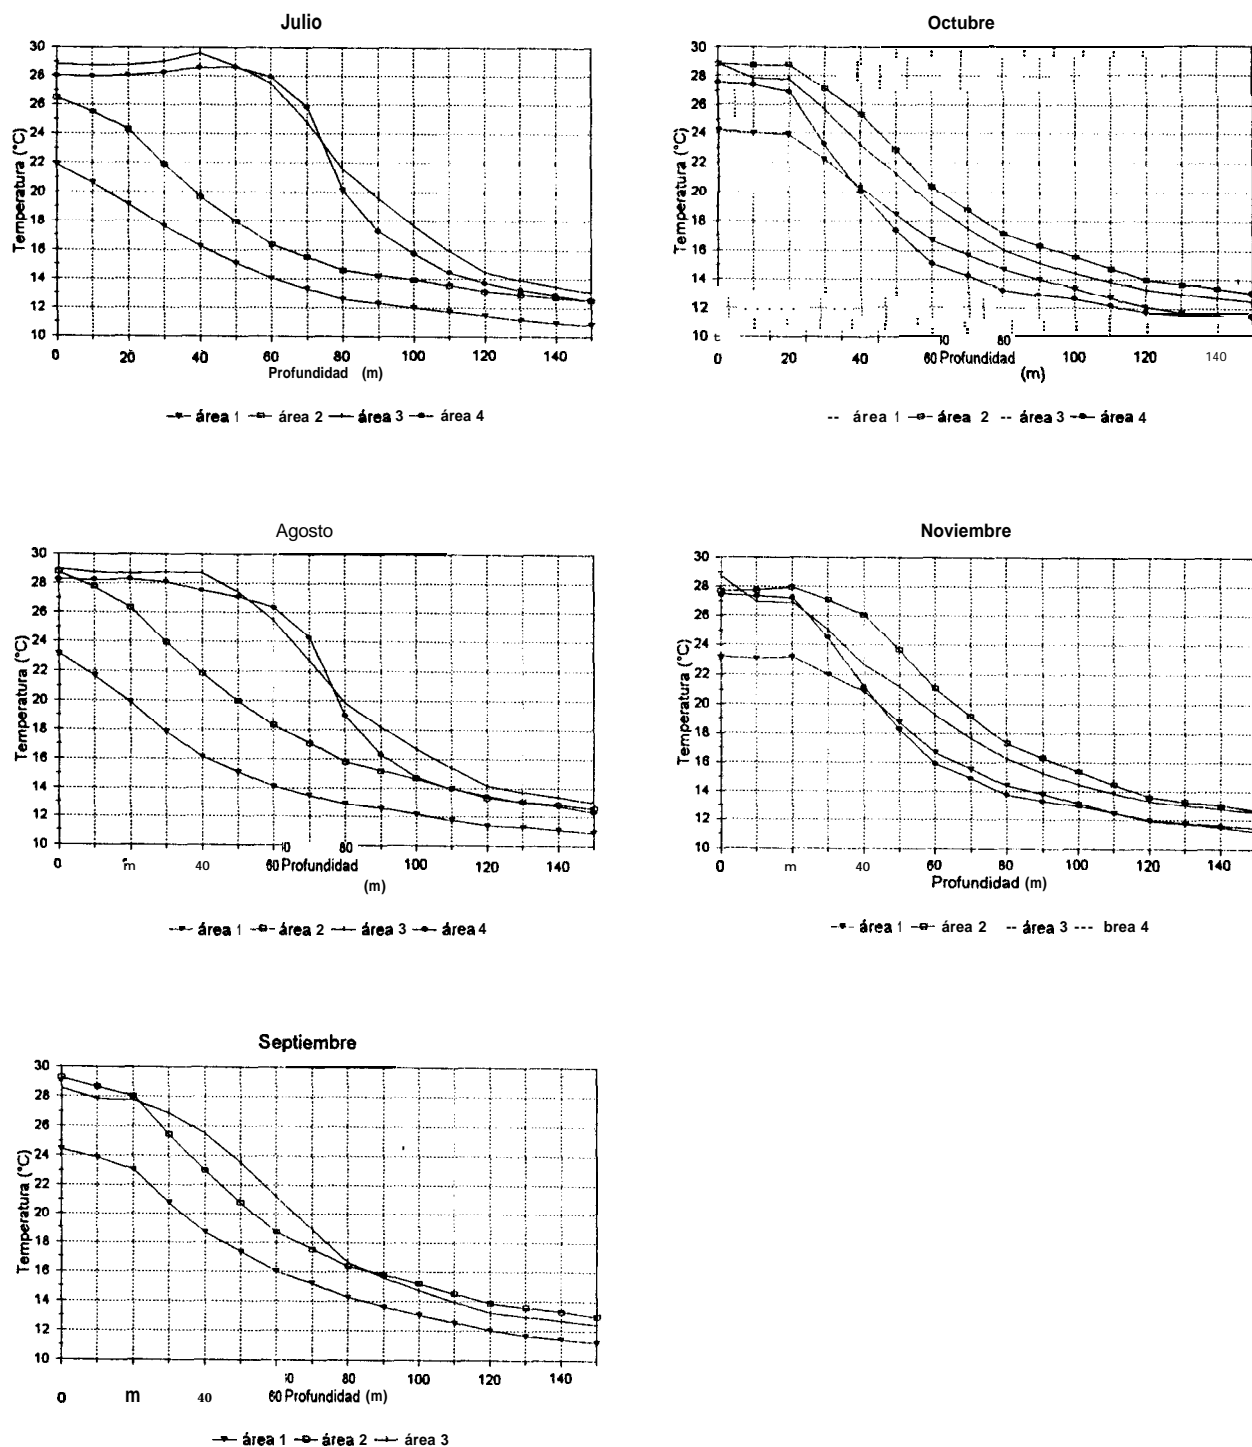 Julio
30
28
26
24
22
20
18
16
14
12
10
Temperatura (°C)
0 20 40 60 80 100 120 140
Profundidad (m)
área 1 área 2 área 3 área 4
Octubre
30
28
26
24
22
20
18
16
14
12
10
Temperatura (°C)
0 20 40 60 Profundidad 80 100 120 140
(m)
-- área 1 área 2 -- área 3 área 4
Agosto
30
28
26
24
22
20
18
16
14
12
10
Temperatura (°C)
0 m 40 60 Profundidad 80 100 120 140
(m)
área 1 área 2 área 3 área 4
Noviembre
30
28
26
24
22
20
18
16
14
12
10
Temperatura (°C)
0 m 40 60 80 100 120 140
Profundidad (m)
área 1 área 2 -- área 3 --- brea 4
Septiembre
30
28
26
24
22
20
18
16
14
12
10
Temperatura (°C)
80 100 120 140
0 m 40 60 Profundidad (m)
área 1 área 2 área 3